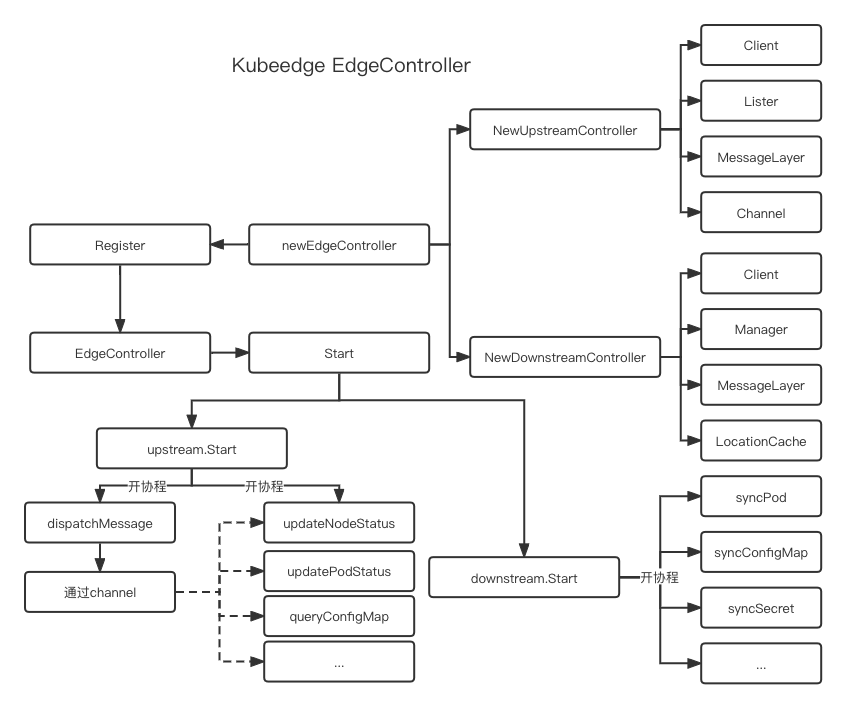 Kubeedge EdgeController
Client
Lister
NewUpstreamController
MessageLayer
Channel
Register
newEdgeController
Client
Manager
EdgeController
Start
NewDownstreamController
MessageLayer
LocationCache
upstream.Start
开协程
开协程
dispatchMessage
updateNodeStatus
syncPod
通过channel
updatePodStatus
queryConfigMap
...
downstream.Start
开协程
syncConfigMap
syncSecret
...